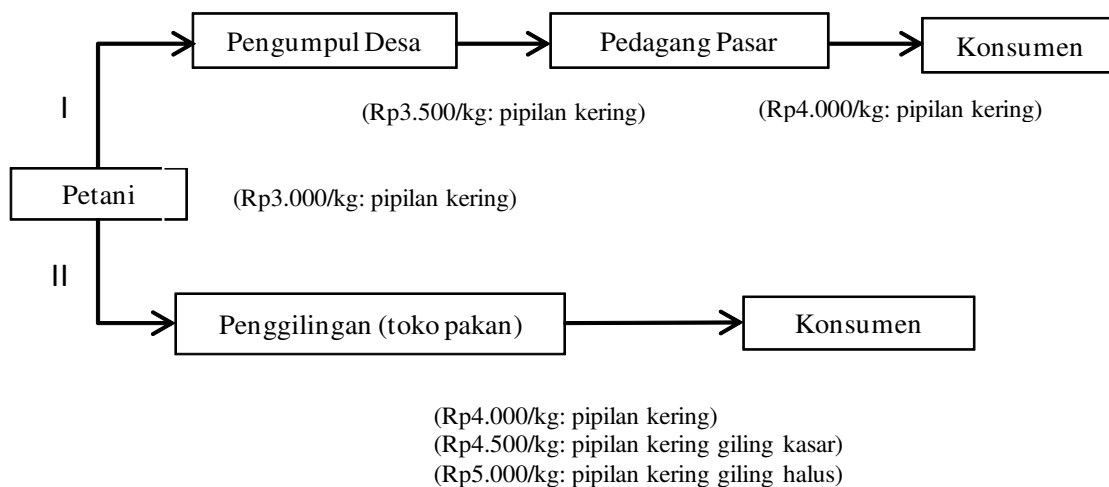 Pengumpul Desa
Pedagang Pasar
Konsumen
I
(Rp3.500/kg: pipilan kering)
(Rp4.000/kg: pipilan kering)
Petani
(Rp3.000/kg: pipilan kering)
II
Penggilingan (toko pakan)
Konsumen
(Rp4.000/kg: pipilan kering)
(Rp4.500/kg: pipilan kering giling kasar)
(Rp5.000/kg: pipilan kering giling halus)